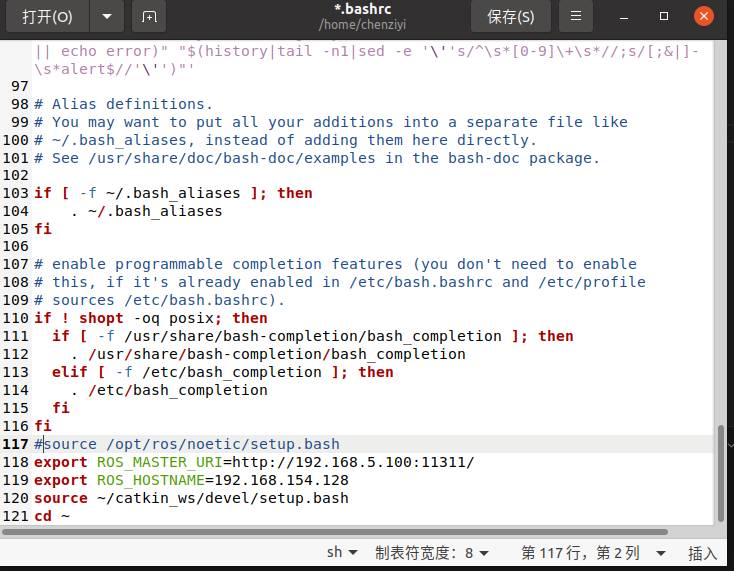 打开(O)
*.bashrc
/home/chenziyi
保存(S)
|| echo error)" "$(history|tail -n1|sed -e '\''s/^\s*[0-9]\+\s*//;s/[;&|]-
\s*alert$//'\'')"'
97
98 # Alias definitions.
99 # You may want to put all your additions into a separate file like
100 # ~/.bash_aliases, instead of adding them here directly.
101 # See /usr/share/doc/bash-doc/examples in the bash-doc package.
102
103 if [ -f ~/.bash_aliases ]; then
104     . ~/.bash_aliases
105 fi
106
107 # enable programmable completion features (you don't need to enable
108 # this, if it's already enabled in /etc/bash.bashrc and /etc/profile
109 # sources /etc/bash.bashrc).
110 if ! shopt -oq posix; then
111   if [ -f /usr/share/bash-completion/bash_completion ]; then
112     . /usr/share/bash-completion/bash_completion
113   elif [ -f /etc/bash_completion ]; then
114     . /etc/bash_completion
115   fi
116 fi
117 #source /opt/ros/noetic/setup.bash
118 export ROS_MASTER_URI=http://192.168.5.100:11311/
119 export ROS_HOSTNAME=192.168.154.128
120 source ~/catkin_ws/devel/setup.bash
121 cd ~
sh 制表符宽度: 8 第 117 行, 第 2 列 插入